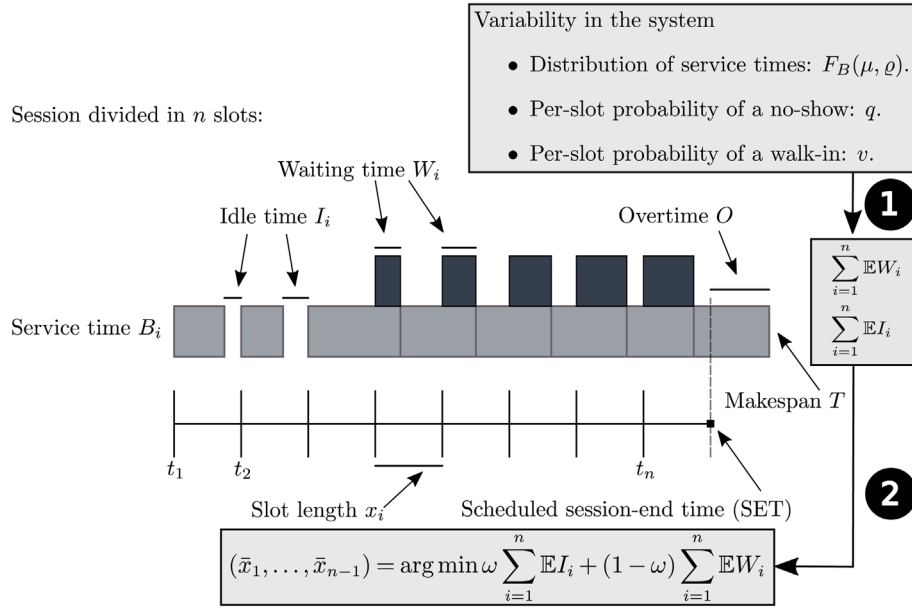 Variability in the system
• Distribution of service times: F_B(μ, ϱ).
• Per-slot probability of a no-show: q.
• Per-slot probability of a walk-in: v.
Session divided in n slots:
Waiting time W_i
Idle time I_i
Overtime O
1
∑_{i=1}^{n} 𝔼W_i
∑_{i=1}^{n} 𝔼I_i
Service time B_i
Makespan T
t_1 t_2 t_n
2
Slot length x_i
Scheduled session-end time (SET)
(x̄_1, …, x̄_{n−1}) = arg min ω ∑_{i=1}^{n} 𝔼I_i + (1 − ω) ∑_{i=1}^{n} 𝔼W_i